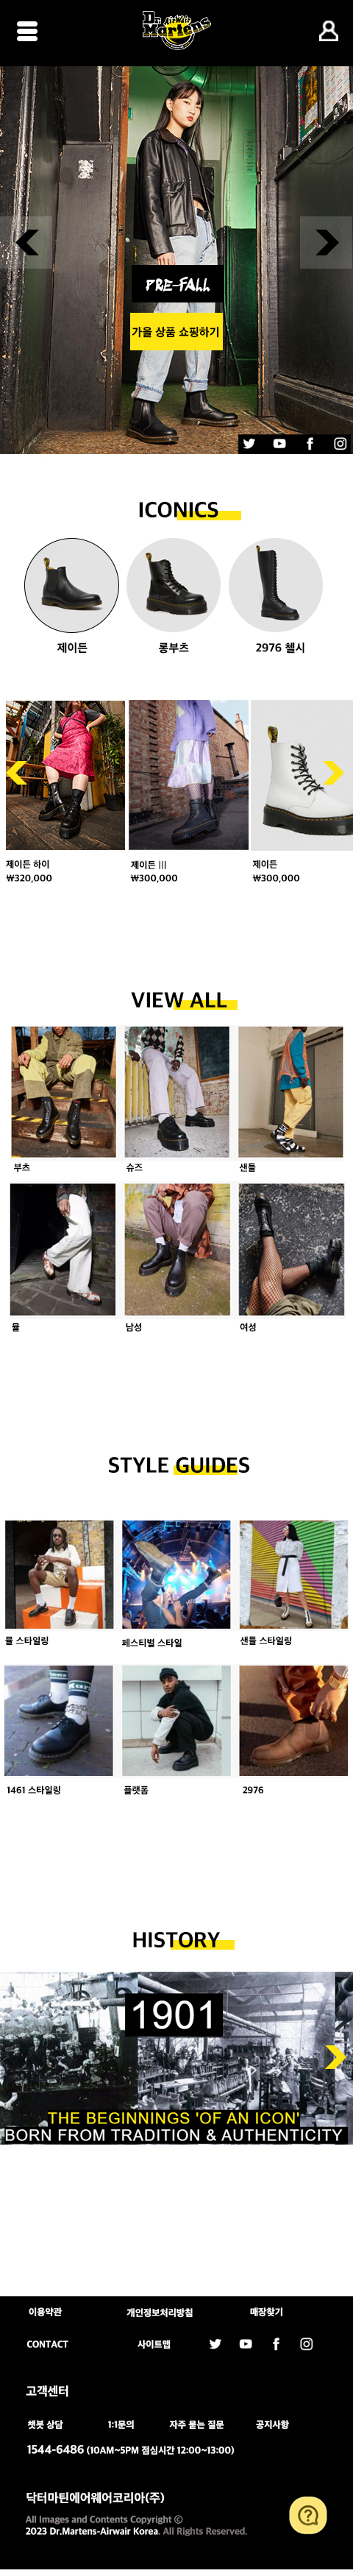 Dr.
AirWair
Martens
PRE-FALL
가을 상품 쇼핑하기
ICONICS
제이든
롱부츠
2976 첼시
제이든 하이
₩320,000
제이든 |||
₩300,000
제이든
₩300,000
VIEW ALL
부츠
슈즈
샌들
뮬
남성
여성
STYLE GUIDES
뮬 스타일링
페스티벌 스타일
샌들 스타일링
1461 스타일링
플랫폼
2976
HISTORY
1901
THE BEGINNINGS 'OF AN ICON'
BORN FROM TRADITION & AUTHENTICITY
이용약관
개인정보처리방침
매장찾기
CONTACT
사이트맵
고객센터
챗봇 상담
1:1문의
자주 묻는 질문
공지사항
1544-6486 (10AM~5PM 점심시간 12:00~13:00)
닥터마틴에어웨어코리아(주)
All Images and Contents Copyright ©
2023 Dr.Martens-Airwair Korea. All Rights Reserved.